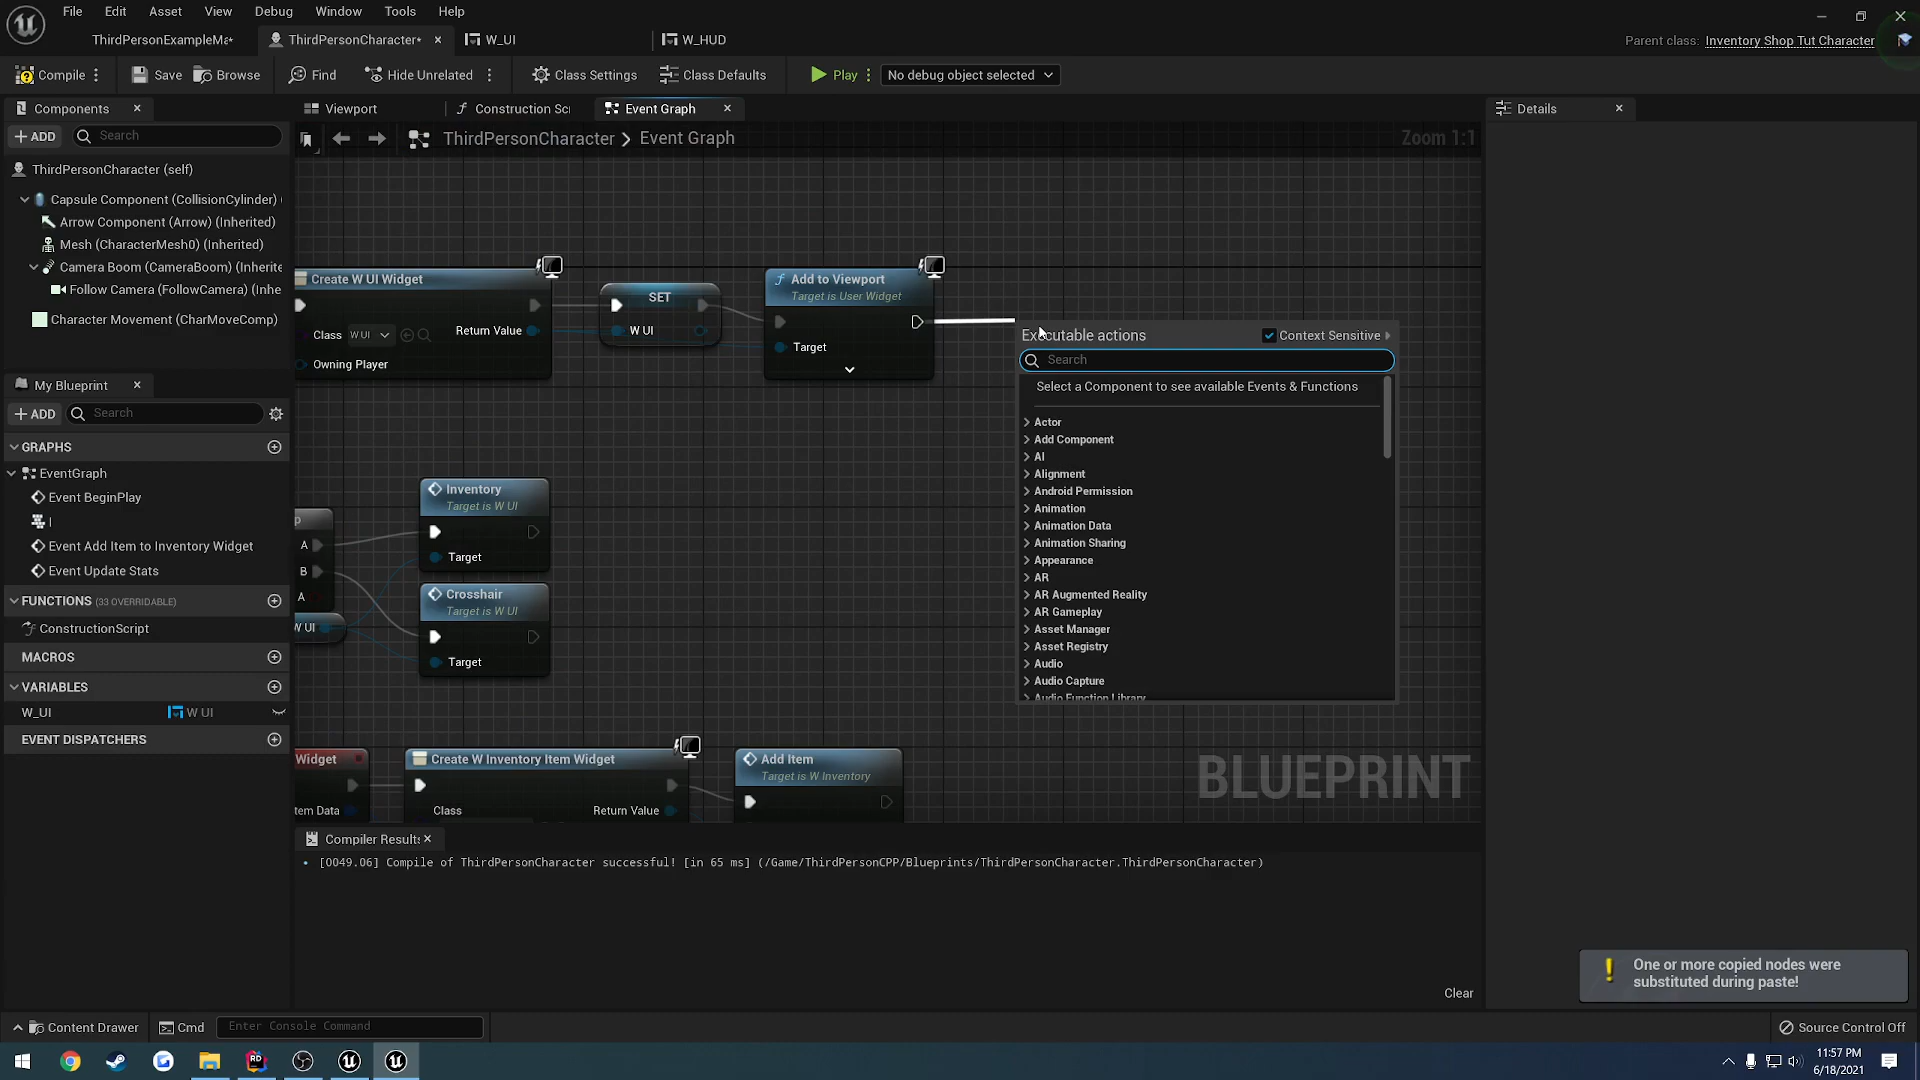 File Edit Asset View Debug Window Tools Help
ThirdPersonExampleMa* ThirdPersonCharacter* W_UI W_HUD
Parent class: Inventory Shop Tut Character
Compile Save Browse Find Hide Unrelated Class Settings Class Defaults Play No debug object selected
Components
ADD Search
ThirdPersonCharacter (self)
Capsule Component (CollisionCylinder) (
Arrow Component (Arrow) (Inherited)
Mesh (CharacterMesh0) (Inherited)
Camera Boom (CameraBoom) (Inherite
Follow Camera (FollowCamera) (Inhe
Character Movement (CharMoveComp)
My Blueprint
ADD Search
GRAPHS
EventGraph
Event BeginPlay
I
Event Add Item to Inventory Widget
Event Update Stats
FUNCTIONS (33 OVERRIDABLE)
ConstructionScript
MACROS
VARIABLES
W_UI W UI
EVENT DISPATCHERS
Viewport Construction Sc Event Graph
ThirdPersonCharacter > Event Graph
Zoom 1:1
Create W UI Widget
Class W UI
Return Value
Owning Player
SET
W UI
Add to Viewport
Target is User Widget
Target
p
A
B
A
W UI
Inventory
Target is W UI
Target
Crosshair
Target is W UI
Target
Widget
tem Data
Create W Inventory Item Widget
Class
Return Value
Add Item
Target is W Inventory
Executable actions Context Sensitive
Search
Select a Component to see available Events & Functions
Actor
Add Component
AI
Alignment
Android Permission
Animation
Animation Data
Animation Sharing
Appearance
AR
AR Augmented Reality
AR Gameplay
Asset Manager
Asset Registry
Audio
Audio Capture
Audio Function Library
BLUEPRINT
Details
Compiler Results
[0049.06] Compile of ThirdPersonCharacter successful! [in 65 ms] (/Game/ThirdPersonCPP/Blueprints/ThirdPersonCharacter.ThirdPersonCharacter)
Clear
One or more copied nodes were
substituted during paste!
Content Drawer Cmd Enter Console Command
Source Control Off
11:57 PM
6/18/2021